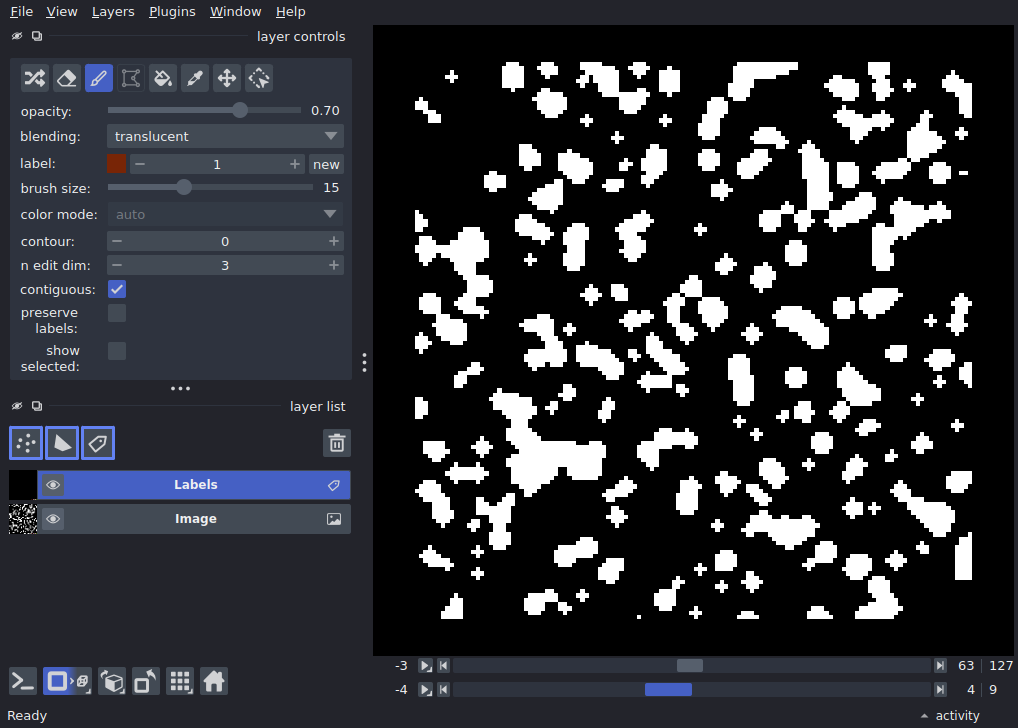 File View Layers Plugins Window Help
layer controls
opacity: 0.70
blending: translucent
label: 1 new
brush size: 15
color mode: auto
contour: 0
n edit dim: 3
contiguous:
preserve
labels:
show
selected:
layer list
Labels
Image
-3 63 127
-4 4 9
Ready activity